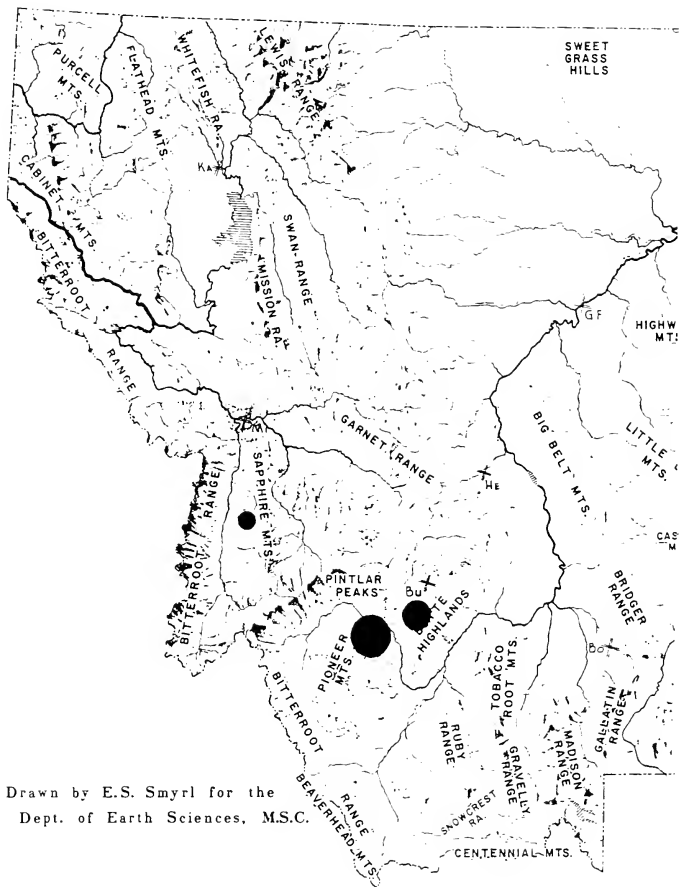 SWEET
GRASS
HILLS
PURCELL
MTS.
FLATHEAD MTS.
WHITEFISH RA.
LEWIS RANGE
CABINET MTS.
KA
BITTERROOT
RANGE
SWAN RANGE
MISSION RA.
GF
HIGHW
MTS
MI
GARNET RANGE
BIG BELT MTS.
LITTLE
MTS.
HE
SAPPHIRE MTS.
BITTERROOT
RANGE
CAS
M
PINTLAR
PEAKS
BU
HIGHLANDS
BRIDGER
RANGE
BO
PIONEER
MTS.
TOBACCO
ROOT MTS.
GALLATIN
RANGE
BITTERROOT
RANGE
RUBY
RANGE
GRAVELLY
RANGE
MADISON
RANGE
BEAVERHEAD MTS.
SNOWCREST
RA.
CENTENNIAL MTS.
Drawn by E.S. Smyrl for the
Dept. of Earth Sciences, M.S.C.